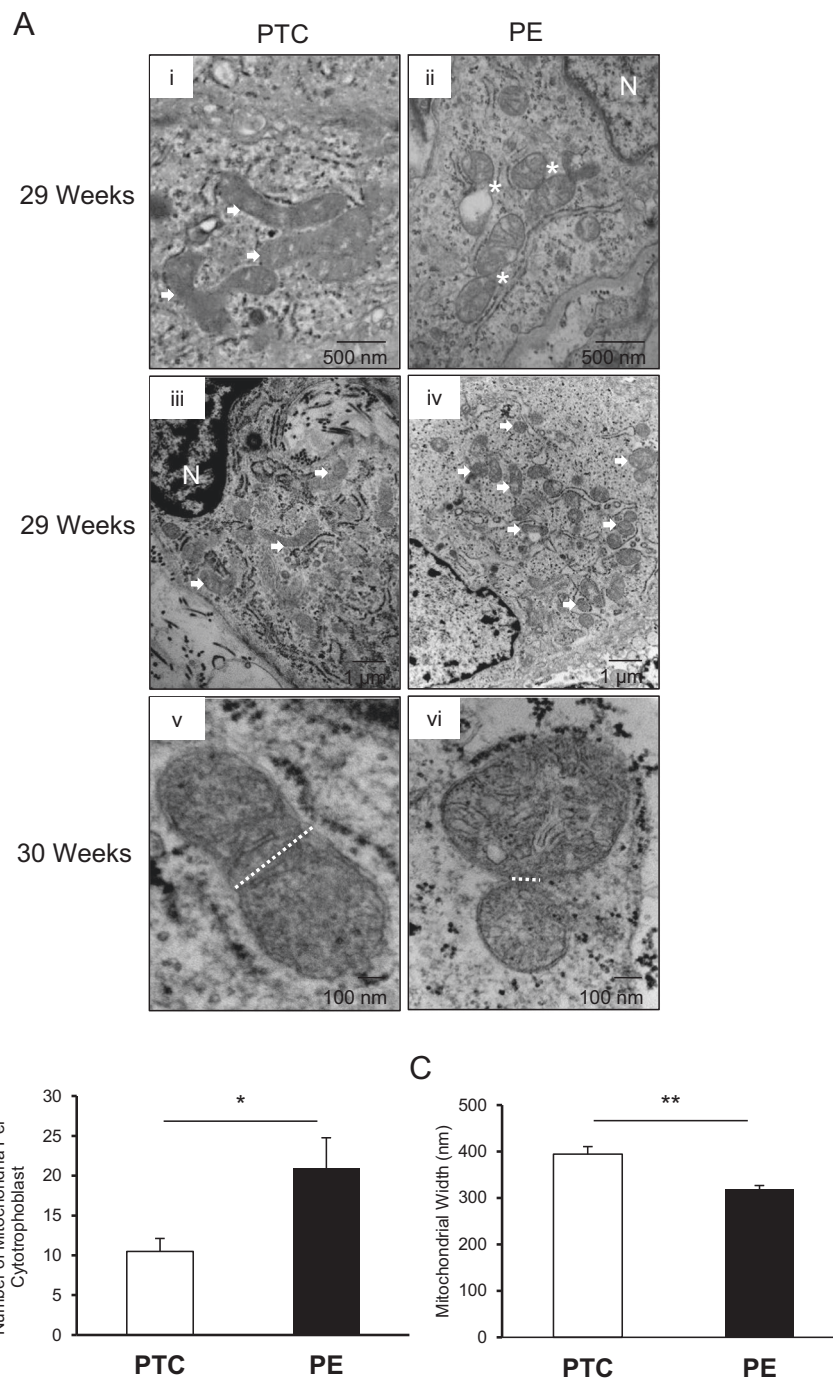 A
PTC PE
i ii
N
29 Weeks
* * *
500 nm 500 nm
iii iv
N
29 Weeks
1 µm 1 µm
v vi
30 Weeks
100 nm 100 nm
C
Cytotrophoblast
30
25
20
15
10
5
0
*
PTC PE
Mitochondrial Width (nm)
500
400
300
200
100
0
**
PTC PE